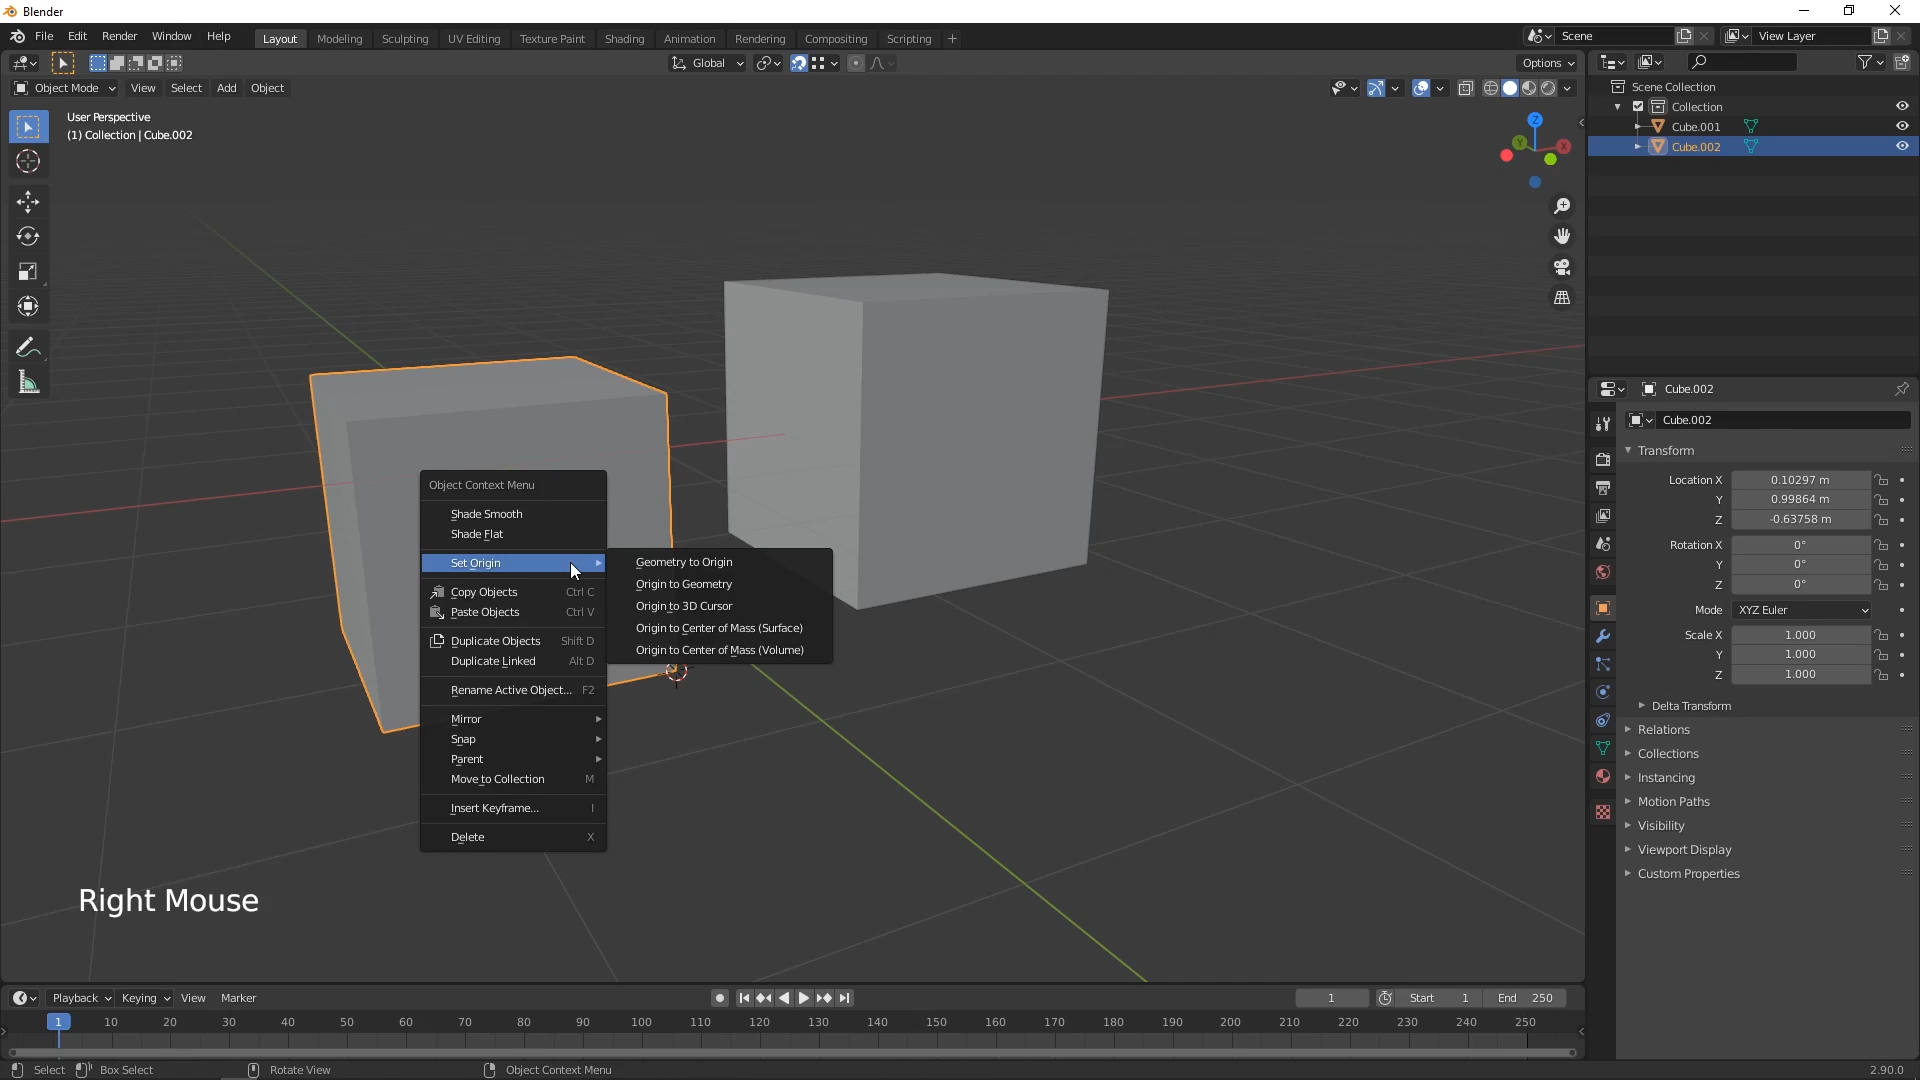 Blender
File Edit Render Window Help Layout Modeling Sculpting UV Editing Texture Paint Shading Animation Rendering Compositing Scripting + Scene View Layer
Global Options
Object Mode View Select Add Object
User Perspective
(1) Collection | Cube.002
Z
Y
X
Scene Collection
Collection
Cube.001
Cube.002
Cube.002
Cube.002
Transform
Location X 0.10297 m
Y 0.99864 m
Z -0.63758 m
Rotation X 0°
Y 0°
Z 0°
Mode XYZ Euler
Scale X 1.000
Y 1.000
Z 1.000
Delta Transform
Relations
Collections
Instancing
Motion Paths
Visibility
Viewport Display
Custom Properties
Object Context Menu
Shade Smooth
Shade Flat
Set Origin
Copy Objects Ctrl C
Paste Objects Ctrl V
Duplicate Objects Shift D
Duplicate Linked Alt D
Rename Active Object... F2
Mirror
Snap
Parent
Move to Collection M
Insert Keyframe... I
Delete X
Geometry to Origin
Origin to Geometry
Origin to 3D Cursor
Origin to Center of Mass (Surface)
Origin to Center of Mass (Volume)
Right Mouse
Playback Keying View Marker 1 Start 1 End 250
1 10 20 30 40 50 60 70 80 90 100 110 120 130 140 150 160 170 180 190 200 210 220 230 240 250
Select Box Select Rotate View Object Context Menu 2.90.0